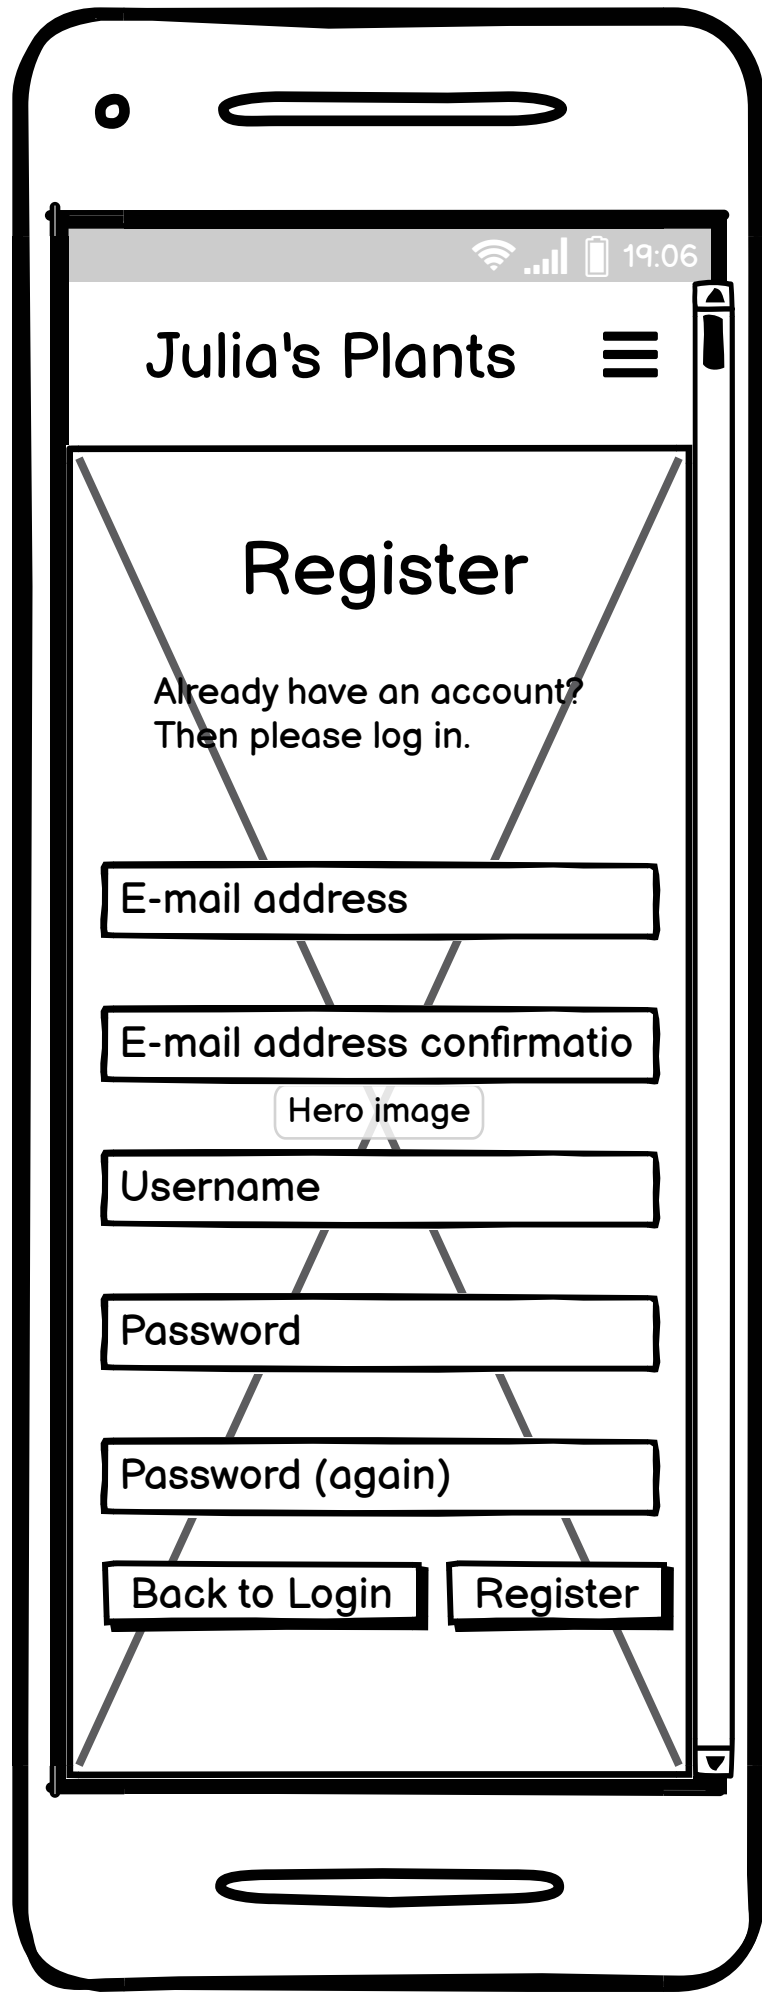 19:06
Julia's Plants
Register
Already have an account?
Then please log in.
E-mail address
E-mail address confirmatio
Hero image
Username
Password
Password (again)
Back to Login
Register